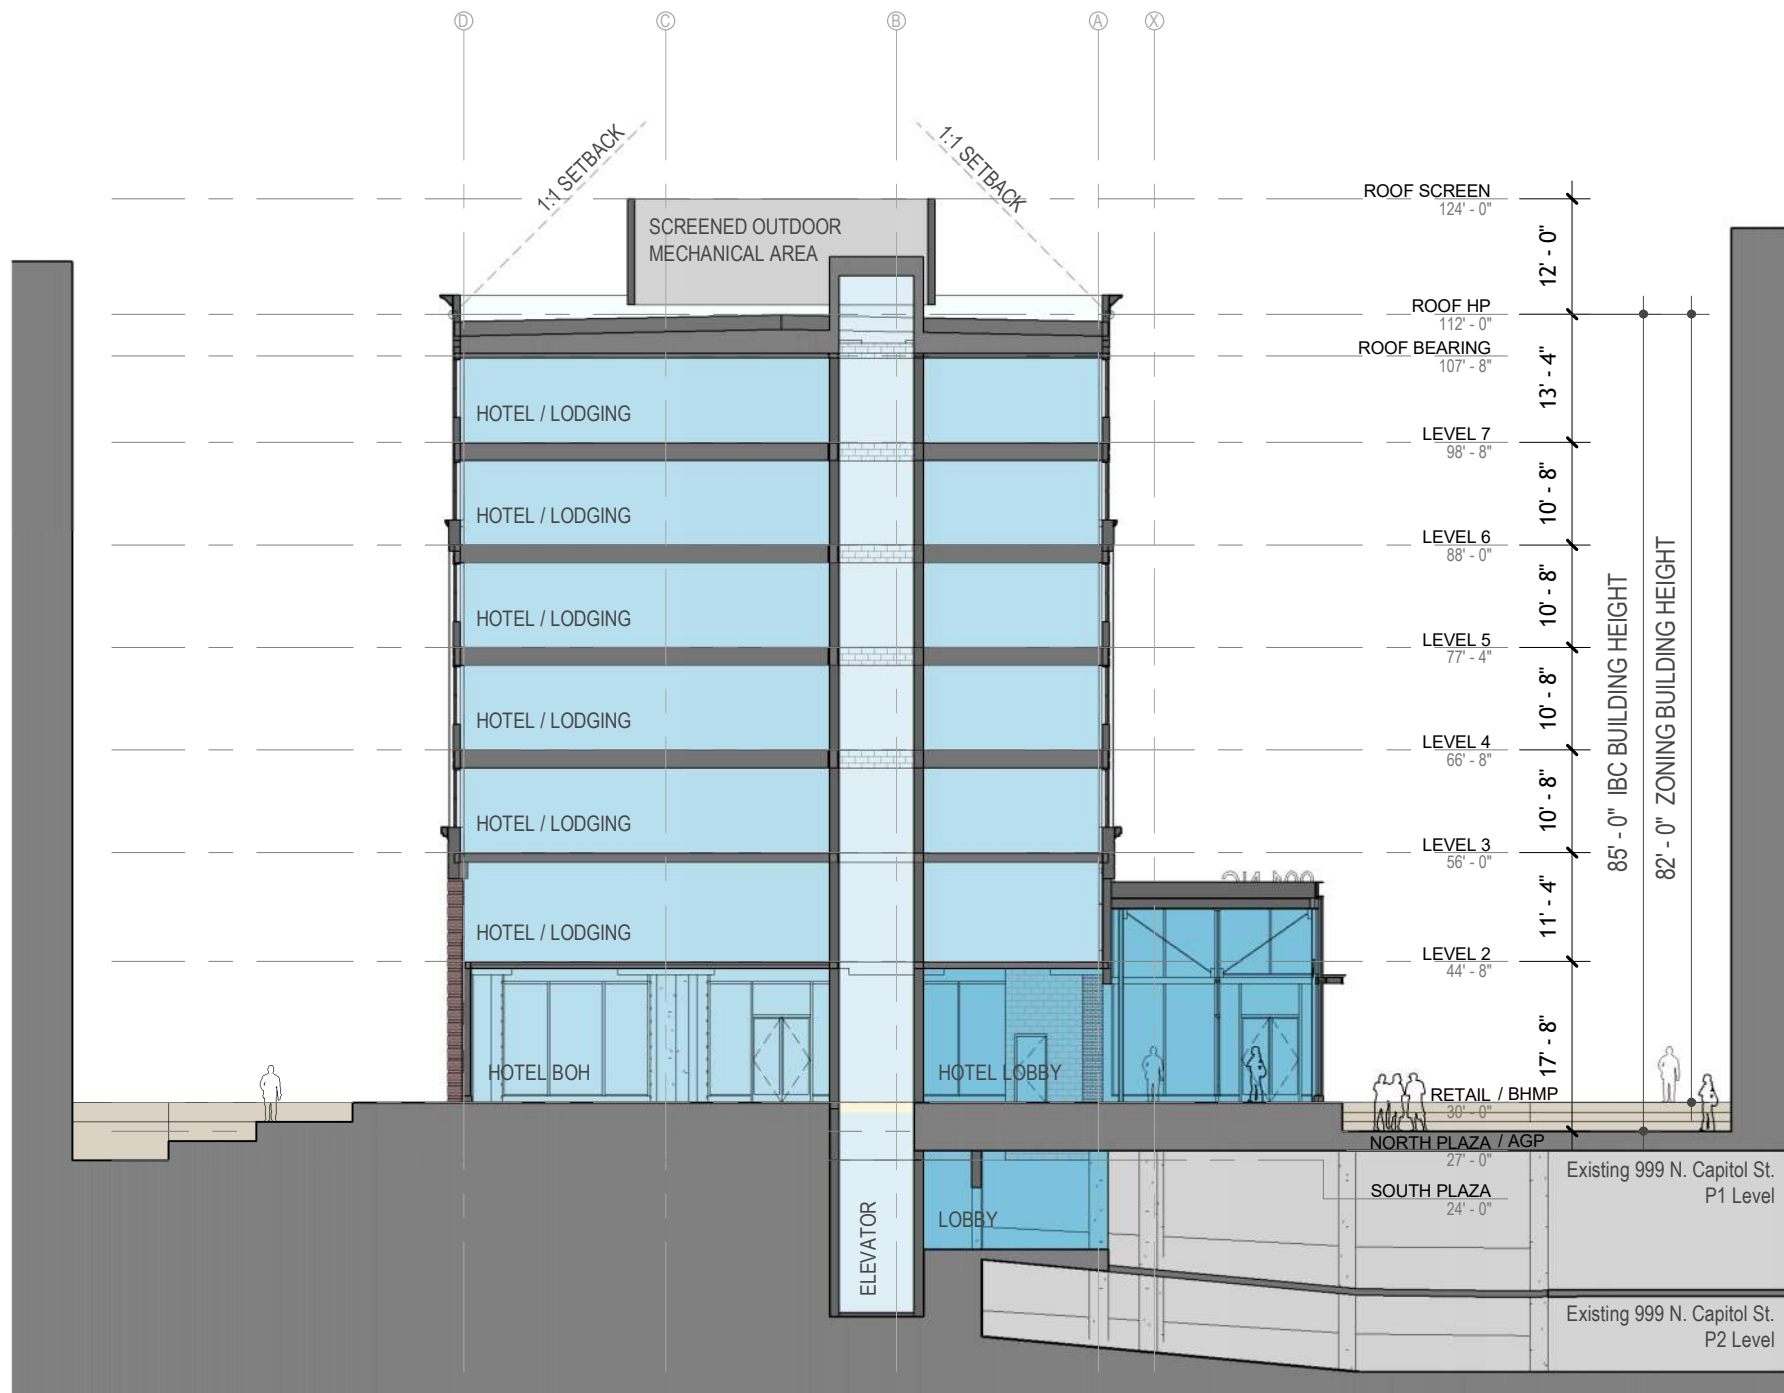 D C B A X
1:1 SETBACK
1:1 SETBACK
SCREENED OUTDOOR
MECHANICAL AREA
ROOF SCREEN
124' - 0"
12' - 0"
ROOF HP
112' - 0"
ROOF BEARING
107' - 8"
13' - 4"
HOTEL / LODGING
LEVEL 7
98' - 8"
10' - 8"
HOTEL / LODGING
LEVEL 6
88' - 0"
10' - 8"
HOTEL / LODGING
LEVEL 5
77' - 4"
10' - 8"
HOTEL / LODGING
LEVEL 4
66' - 8"
10' - 8"
HOTEL / LODGING
LEVEL 3
56' - 0"
11' - 4"
HOTEL / LODGING
LEVEL 2
44' - 8"
17' - 8"
85' - 0" IBC BUILDING HEIGHT
82' - 0" ZONING BUILDING HEIGHT
HOTEL BOH
HOTEL LOBBY
RETAIL / BHMP
30' - 0"
NORTH PLAZA / AGP
27' - 0"
SOUTH PLAZA
24' - 0"
ELEVATOR
LOBBY
Existing 999 N. Capitol St.
P1 Level
Existing 999 N. Capitol St.
P2 Level